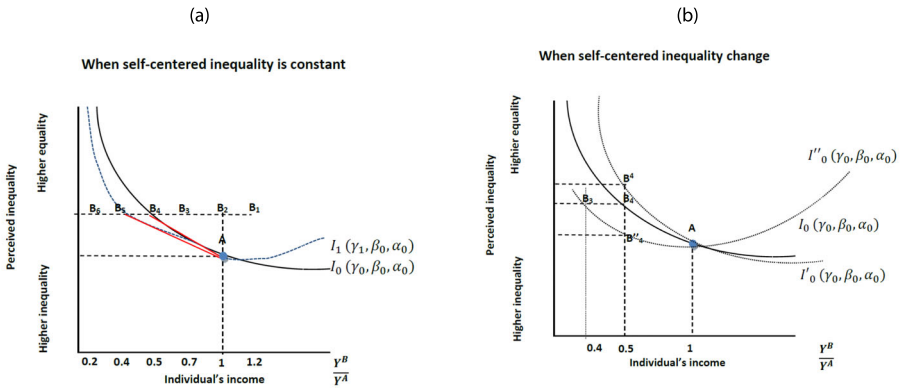 (a)
When self-centered inequality is constant
Perceived inequality
Higher equality
Higher inequality
B₆ B₅ B₄ B₃ B₂ B₁
A
I₁ (γ₁, β₀, α₀)
I₀ (γ₀, β₀, α₀)
0.2 0.4 0.5 0.7 1 1.2
Y^B/Y^A
Individual's income
(b)
When self-centered inequality change
Perceived inequality
Highier equality
Higher inequality
B⁴
B₃ B₄
B''₄
A
I''₀ (γ₀, β₀, α₀)
I₀ (γ₀, β₀, α₀)
I'₀ (γ₀, β₀, α₀)
0.4 0.5 1
Y^B/Y^A
Individual's income